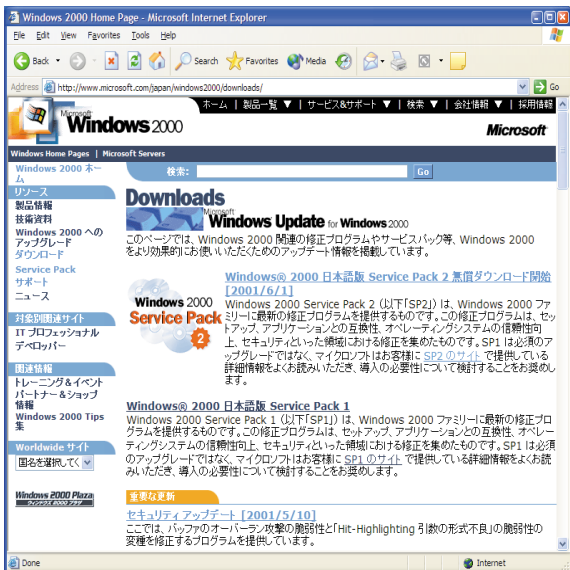 Windows 2000 Home Page - Microsoft Internet Explorer
File Edit View Favorites Tools Help
Back Search Favorites Media
Address http://www.microsoft.com/japan/windows2000/downloads/ Go
ホーム | 製品一覧 ▼ | サービス&サポート ▼ | 検索 ▼ | 会社情報 ▼ | 採用情報
Microsoft
Windows 2000
Microsoft
Windows Home Pages | Microsoft Servers
検索: Go
Windows 2000 ホー
ム
リソース
製品情報
技術資料
Windows 2000 への
アップグレード
ダウンロード
Service Pack
サポート
ニュース
対象別関連サイト
IT プロフェッショナル
デベロッパー
関連情報
トレーニング&イベント
パートナー&ショップ
情報
Windows 2000 Tips
集
Worldwide サイト
国名を選択してく
Windows 2000 Plaza
ウィンドウズ 2000 プラザ
Downloads
Microsoft
Windows Update for Windows 2000
このページでは、Windows 2000 関連の修正プログラムやサービスパック等、Windows 2000
をより効果的にお使いいただくためのアップデート情報を掲載しています。
Windows 2000
Service Pack
2
Windows® 2000 日本語版 Service Pack 2 無償ダウンロード開始
[2001/6/1]
Windows 2000 Service Pack 2 (以下「SP2」) は、Windows 2000 ファ
ミリーに最新の修正プログラムを提供するものです。この修正プログラムは、セッ
トアップ、アプリケーションとの互換性、オペレーティングシステムの信頼性向
上、セキュリティといった領域における修正を集めたものです。SP1 は必須のア
ップグレードではなく、マイクロソフトはお客様に SP2 のサイト で提供している
詳細情報をよくお読みいただき、導入の必要性について検討することをお奨めし
ます。
Windows® 2000 日本語版 Service Pack 1
Windows 2000 Service Pack 1 (以下「SP1」) は、Windows 2000 ファミリーに最新の修正プロ
グラムを提供するものです。この修正プログラムは、セットアップ、アプリケーションとの互換性、オペレー
ティングシステムの信頼性向上、セキュリティといった領域における修正を集めたものです。SP1 は必須
のアップグレードではなく、マイクロソフトはお客様に SP1 のサイト で提供している詳細情報をよくお読
みいただき、導入の必要性について検討することをお奨めします。
重要な更新
セキュリティ アップデート [2001/5/10]
ここでは、バッファのオーバーラン攻撃の脆弱性と「Hit-Highlighting 引数の形式不良」の脆弱性の
変種を修正するプログラムを提供しています。
Done Internet